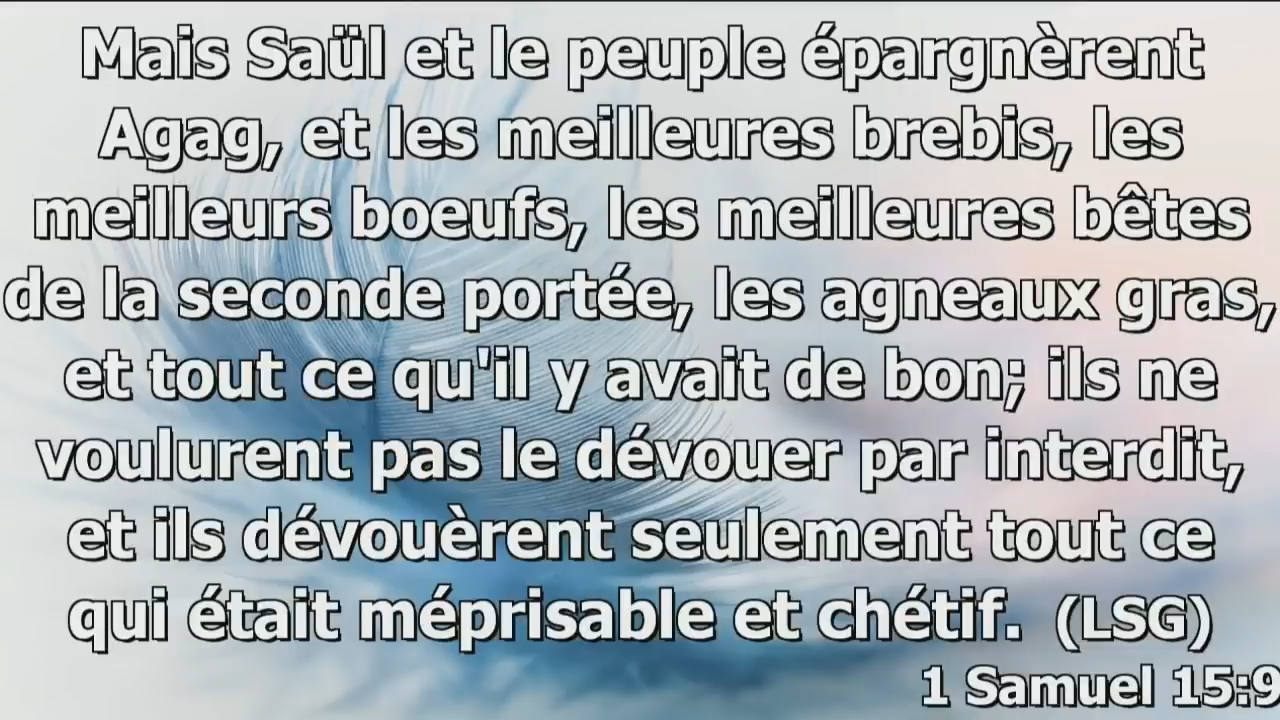 Mais Saül et le peuple épargnèrent
Agag, et les meilleures brebis, les
meilleurs boeufs, les meilleures bêtes
de la seconde portée, les agneaux gras,
et tout ce qu'il y avait de bon; ils ne
voulurent pas le dévouer par interdit,
et ils dévouèrent seulement tout ce
qui était méprisable et chétif. (LSG)
1 Samuel 15:9